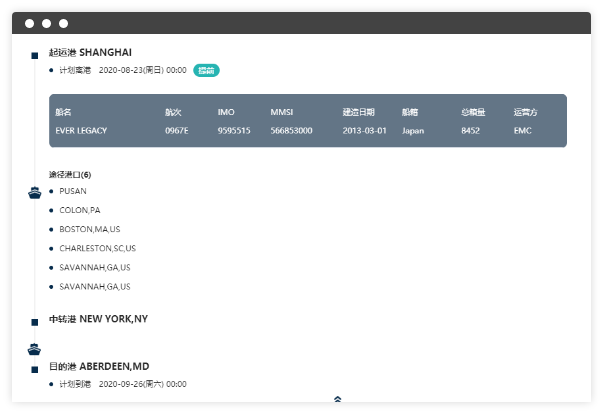 起运港 SHANGHAI
计划离港 2020-08-23(周日) 00:00 提前
船名 航次 IMO MMSI 建造日期 船籍 总箱量 运营方
EVER LEGACY 0967E 9595515 566853000 2013-03-01 Japan 8452 EMC
途径港口(6)
PUSAN
COLON,PA
BOSTON,MA,US
CHARLESTON,SC,US
SAVANNAH,GA,US
SAVANNAH,GA,US
中转港 NEW YORK,NY
目的港 ABERDEEN,MD
计划到港 2020-09-26(周六) 00:00